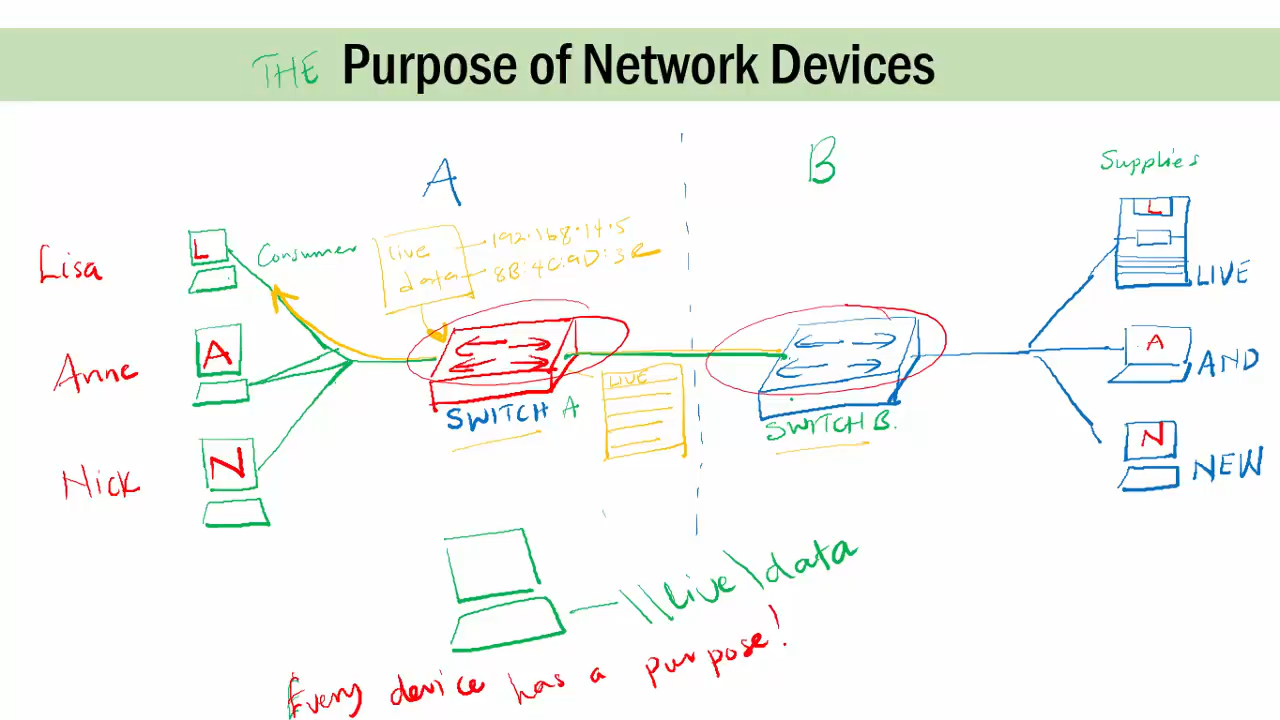 THE Purpose of Network Devices
A
B
Supplies
Lisa
L
Consumer
live
data
192.168.14.5
8B:4C:9D:3E
L
LIVE
Anne
A
A
AND
SWITCH A
LIVE
SWITCH B.
Nick
N
N
NEW
\\live\data
Every device has a purpose!